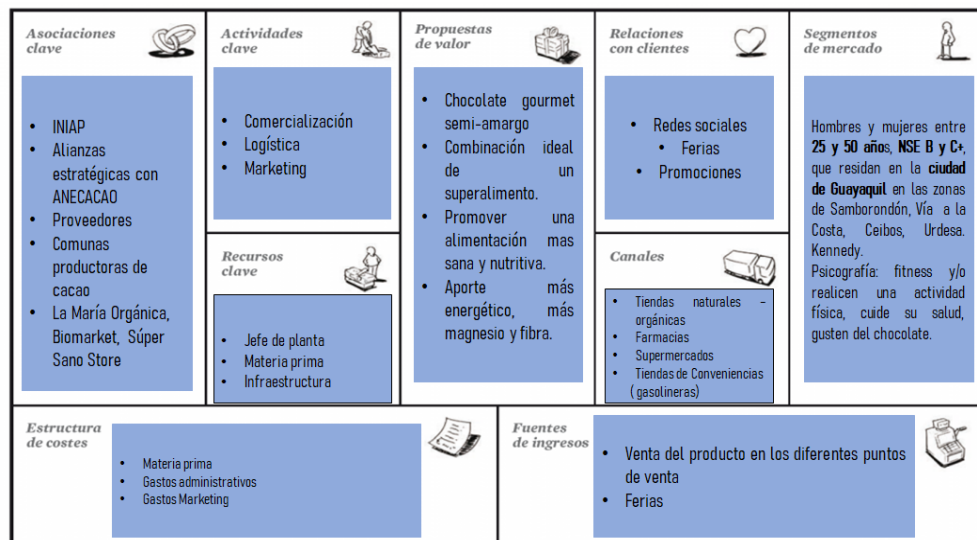 Asociaciones
clave
• INIAP
• Alianzas
estratégicas con
ANECACAO
• Proveedores
• Comunas
productoras de
cacao
• La María Orgánica,
Biomarket, Súper
Sano Store
Actividades
clave
• Comercialización
• Logística
• Marketing
Recursos
clave
• Jefe de planta
• Materia prima
• Infraestructura
Propuestas
de valor
• Chocolate gourmet
semi-amargo
• Combinación ideal
de un
superalimento.
• Promover una
alimentación mas
sana y nutritiva.
• Aporte más
energético, más
magnesio y fibra.
Relaciones
con clientes
• Redes sociales
• Ferias
• Promociones
Canales
• Tiendas naturales –
orgánicas
• Farmacias
• Supermercados
• Tiendas de Conveniencias
( gasolineras)
Segmentos
de mercado
Hombres y mujeres entre
25 y 50 años, NSE B y C+,
que residan en la ciudad
de Guayaquil en las zonas
de Samborondón, Vía a la
Costa, Ceibos, Urdesa.
Kennedy.
Psicografía: fitness y/o
realicen una actividad
física, cuide su salud,
gusten del chocolate.
Estructura
de costes
• Materia prima
• Gastos administrativos
• Gastos Marketing
Fuentes
de ingresos
• Venta del producto en los diferentes puntos
de venta
• Ferias